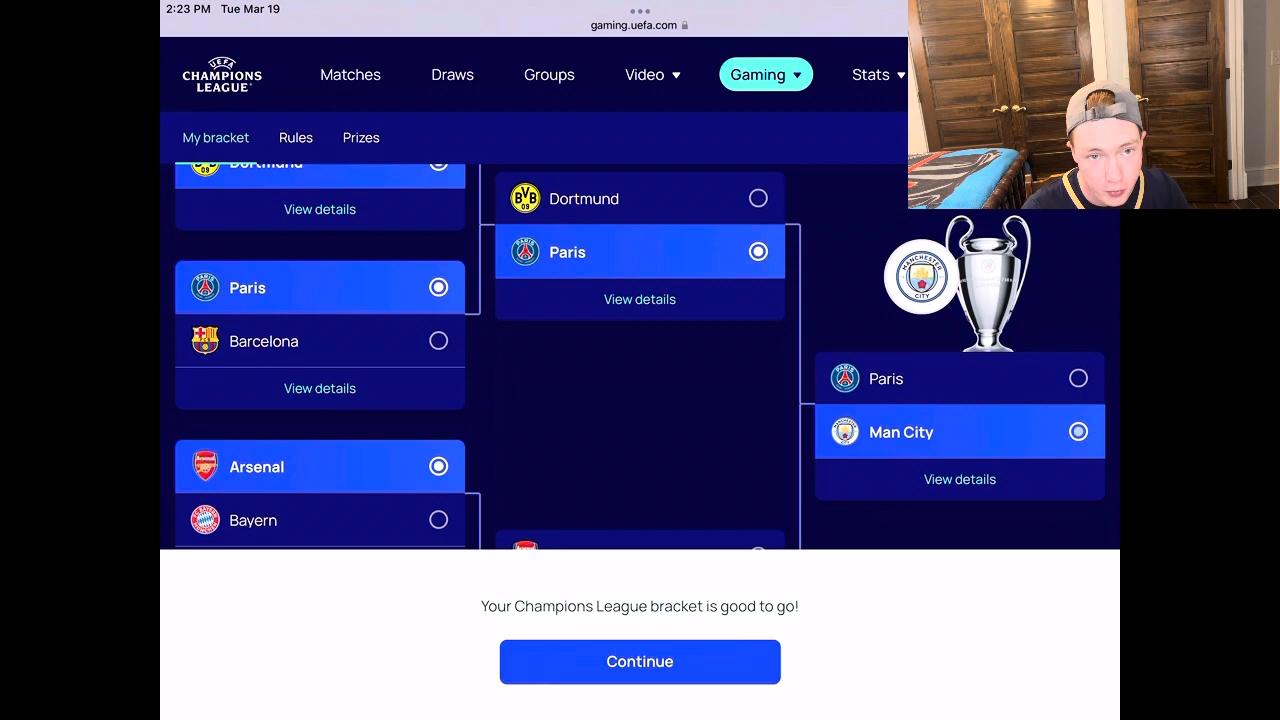 2:23 PM Tue Mar 19
gaming.uefa.com
UEFA
CHAMPIONS
LEAGUE
Matches
Draws
Groups
Video
Gaming
Stats
My bracket
Rules
Prizes
Dortmund
View details
Paris
Barcelona
View details
Arsenal
Bayern
Dortmund
Paris
View details
MANCHESTER
CITY
Paris
Man City
View details
Your Champions League bracket is good to go!
Continue